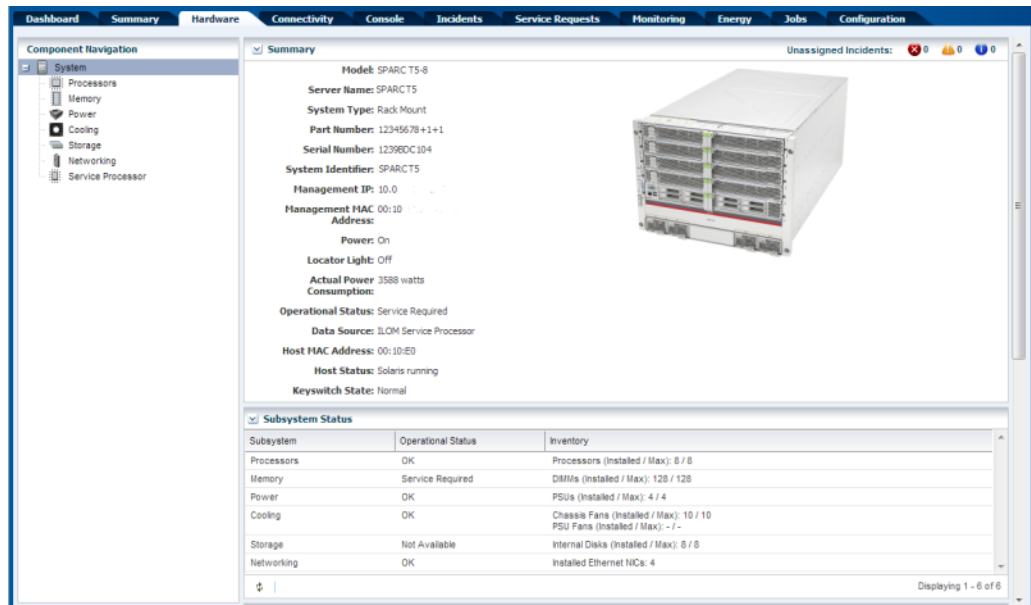 Dashboard Summary Hardware Connectivity Console Incidents Service Requests Monitoring Energy Jobs Configuration
Component Navigation
System
Processors
Memory
Power
Cooling
Storage
Networking
Service Processor
Summary
Unassigned Incidents: 0 0 0
Model: SPARC T5-8
Server Name: SPARCT5
System Type: Rack Mount
Part Number: 12345678+1+1
Serial Number: 1239BDC104
System Identifier: SPARCT5
Management IP: 10.0
Management MAC 00:10
Address:
Power: On
Locator Light: Off
Actual Power 3588 watts
Consumption:
Operational Status: Service Required
Data Source: ILOM Service Processor
Host MAC Address: 00:10:E0
Host Status: Solaris running
Keyswitch State: Normal
Subsystem Status
Subsystem Operational Status Inventory
Processors OK Processors (Installed / Max): 8 / 8
Memory Service Required DIMMs (Installed / Max): 128 / 128
Power OK PSUs (Installed / Max): 4 / 4
Cooling OK Chassis Fans (Installed / Max): 10 / 10
PSU Fans (Installed / Max): - / -
Storage Not Available Internal Disks (Installed / Max): 8 / 8
Networking OK Installed Ethernet NICs: 4
Displaying 1 - 6 of 6